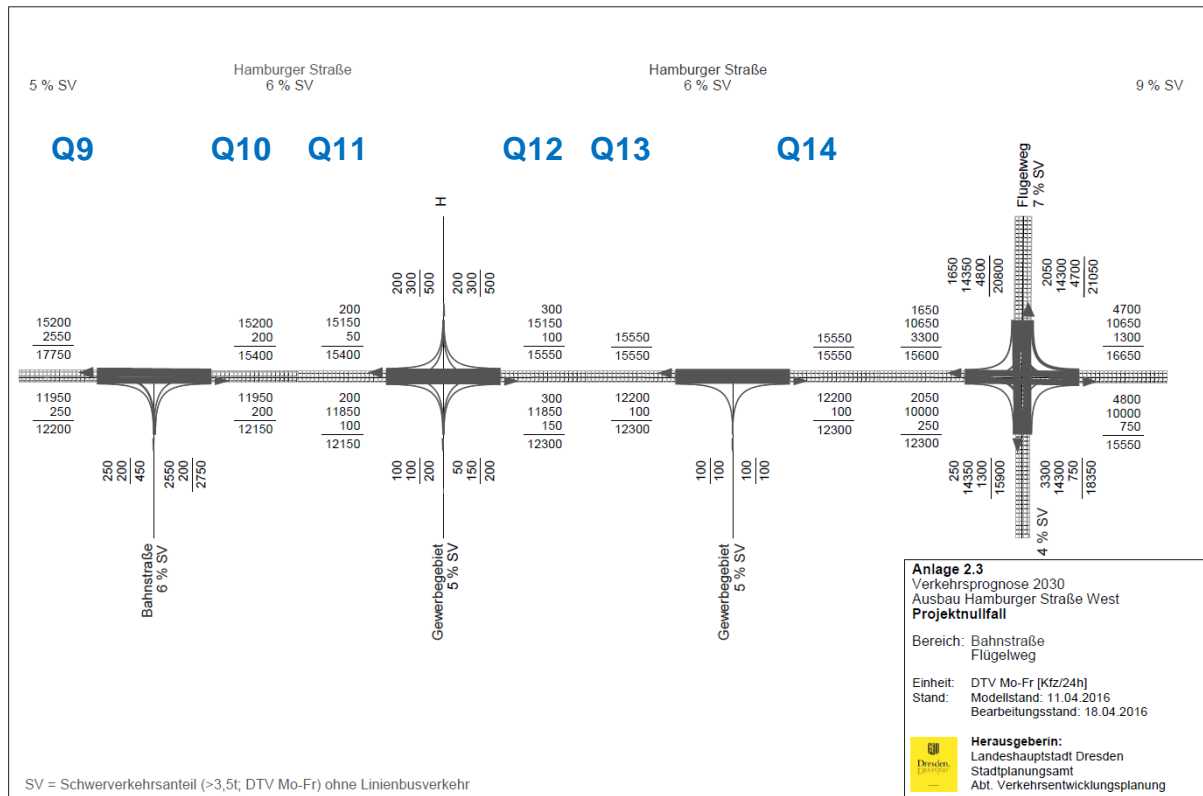 Hamburger Straße
5 % SV
6 % SV
Hamburger Straße
6 % SV
9 % SV
Q9
Q10
Q11
Q12
Q13
Q14
H
Flügelweg
7 % SV
200
300
500
200
300
500
1650
14350
4800
20800
2050
14300
4700
21050
15200
2550
17750
15200
200
15400
200
15150
50
15400
300
15150
100
15550
15550
15550
15550
15550
1650
10650
3300
15600
4700
10650
1300
16650
11950
250
12200
11950
200
12150
200
11850
100
12150
300
11850
150
12300
12200
100
12300
12200
100
12300
2050
10000
250
12300
4800
10000
750
15550
250
200
450
2550
200
2750
100
100
200
50
150
200
100
100
100
100
250
14350
1300
15900
3300
14300
750
18350
4 % SV
Bahnstraße
6 % SV
Gewerbegebiet
5 % SV
Gewerbegebiet
5 % SV
Anlage 2.3
Verkehrsprognose 2030
Ausbau Hamburger Straße West
Projektnullfall
Bereich: Bahnstraße
Flügelweg
Einheit: DTV Mo-Fr [Kfz/24h]
Stand: Modellstand: 11.04.2016
Bearbeitungsstand: 18.04.2016
Dresden.
Herausgeberin:
Landeshauptstadt Dresden
Stadtplanungsamt
Abt. Verkehrsentwicklungsplanung
SV = Schwerverkehrsanteil (>3,5t; DTV Mo-Fr) ohne Linienbusverkehr